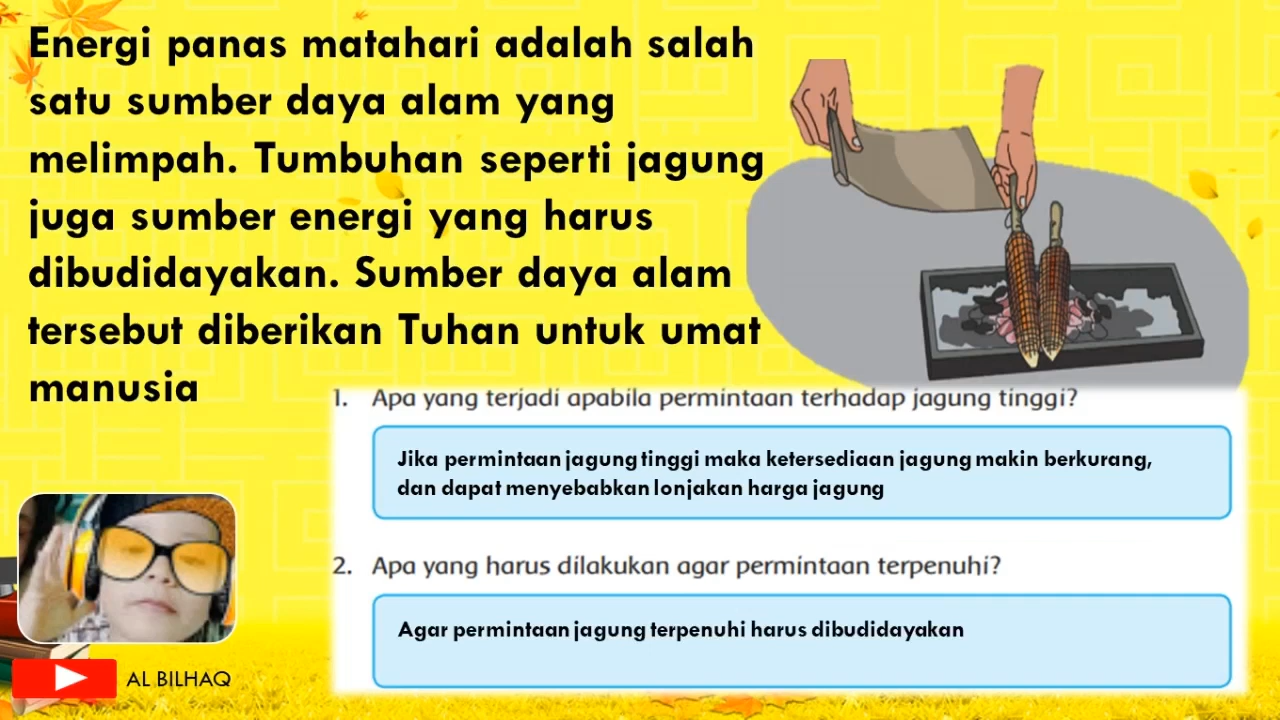 Energi panas matahari adalah salah
satu sumber daya alam yang
melimpah. Tumbuhan seperti jagung
juga sumber energi yang harus
dibudidayakan. Sumber daya alam
tersebut diberikan Tuhan untuk umat
manusia
1. Apa yang terjadi apabila permintaan terhadap jagung tinggi?
Jika permintaan jagung tinggi maka ketersediaan jagung makin berkurang,
dan dapat menyebabkan lonjakan harga jagung
2. Apa yang harus dilakukan agar permintaan terpenuhi?
Agar permintaan jagung terpenuhi harus dibudidayakan
AL BILHAQ